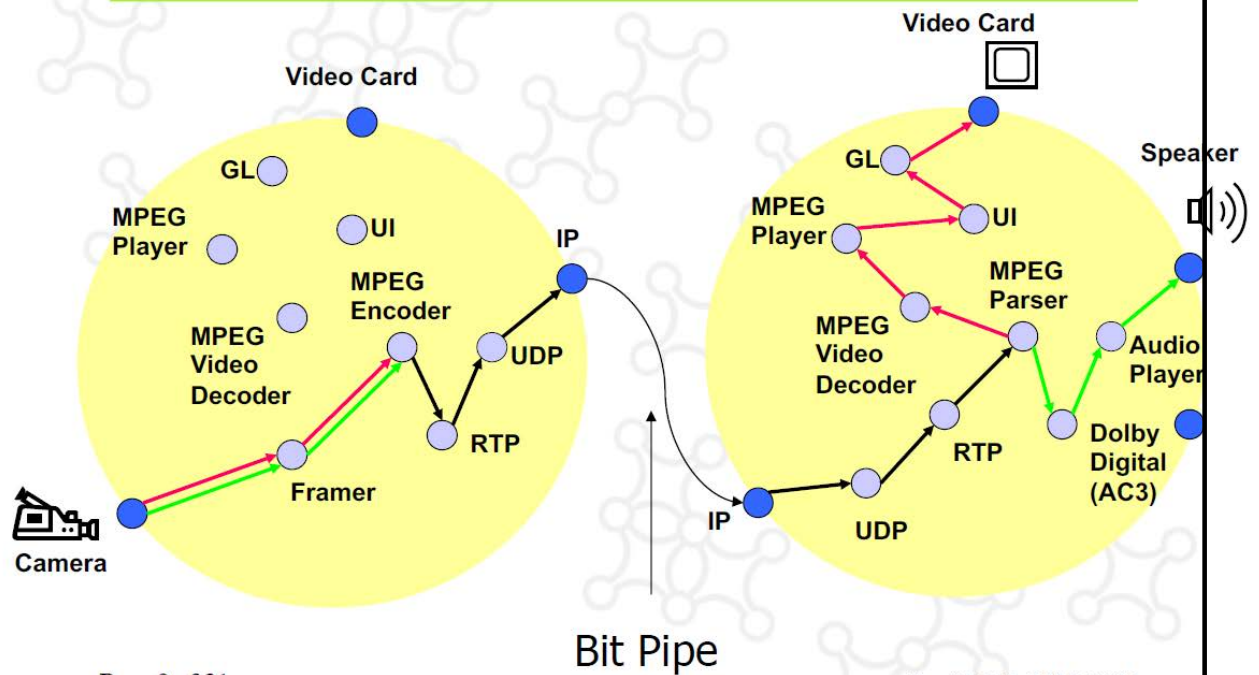 Video Card
GL
MPEG
Player
UI
IP
MPEG
Encoder
MPEG
Video
Decoder
UDP
RTP
Framer
Camera
Bit Pipe
Video Card
Speaker
GL
MPEG
Player
UI
MPEG
Parser
MPEG
Video
Decoder
Audio
Player
RTP
Dolby
Digital
(AC3)
IP
UDP